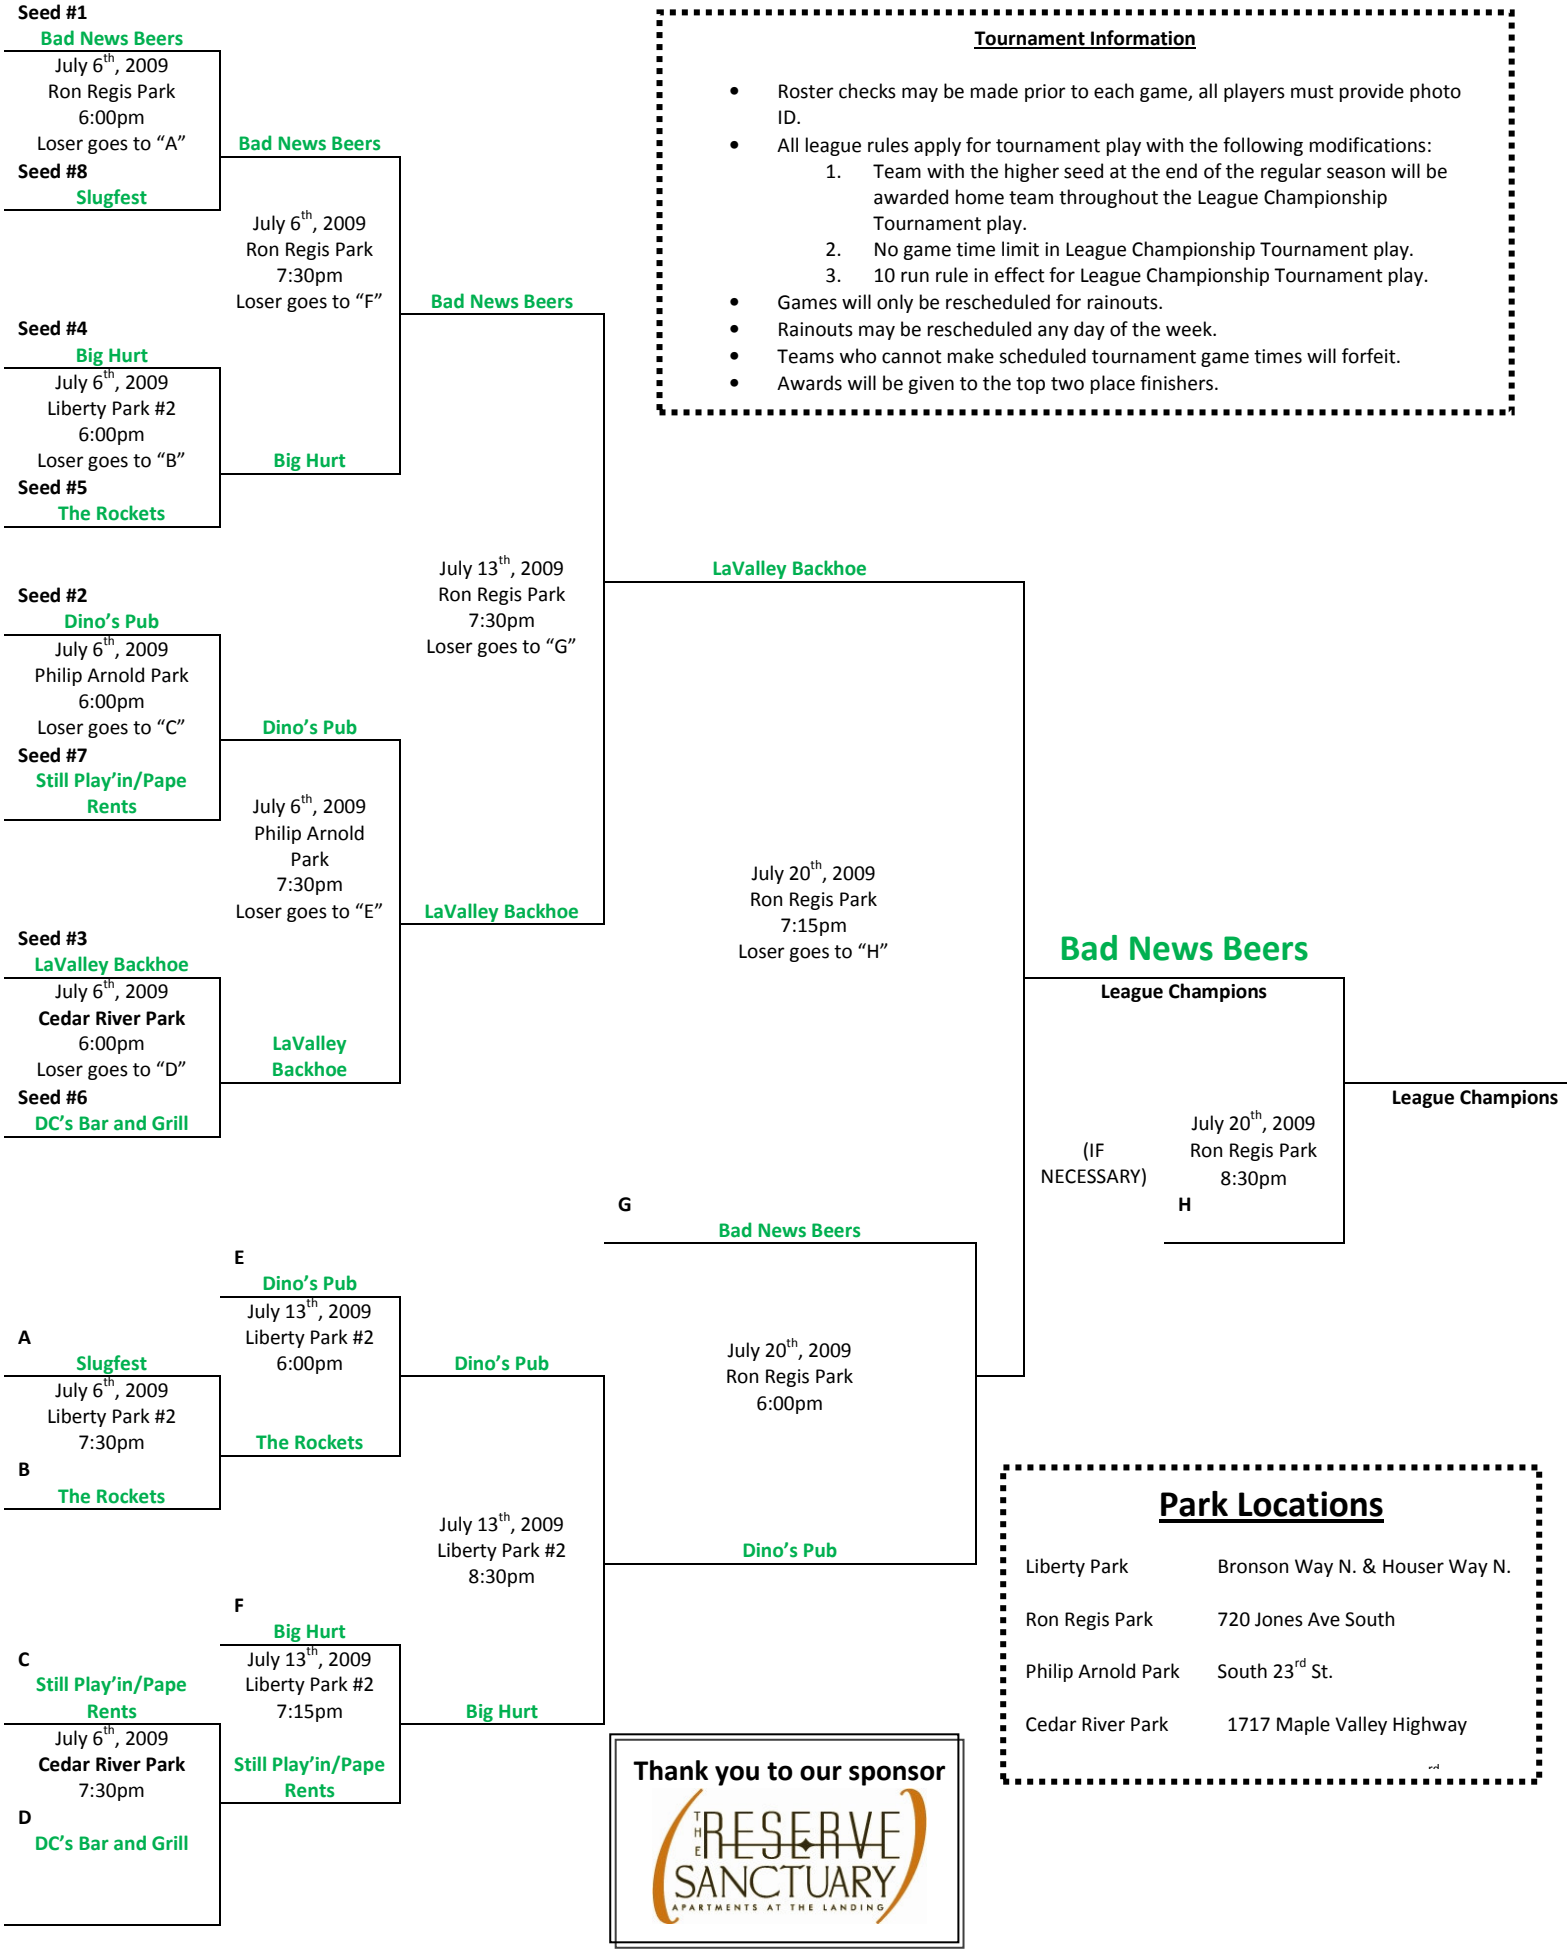 Seed #1
Bad News Beers
July 6th, 2009
Ron Regis Park
6:00pm
Loser goes to “A”
Seed #8
Slugfest
Bad News Beers
July 6th, 2009
Ron Regis Park
7:30pm
Loser goes to “F”
Seed #4
Big Hurt
July 6th, 2009
Liberty Park #2
6:00pm
Loser goes to “B”
Seed #5
The Rockets
Big Hurt
Bad News Beers
July 13th, 2009
Ron Regis Park
7:30pm
Loser goes to “G”
Seed #2
Dino’s Pub
July 6th, 2009
Philip Arnold Park
6:00pm
Loser goes to “C”
Seed #7
Still Play’in/Pape
Rents
Dino’s Pub
July 6th, 2009
Philip Arnold
Park
7:30pm
Loser goes to “E”
LaValley Backhoe
Seed #3
LaValley Backhoe
July 6th, 2009
Cedar River Park
6:00pm
Loser goes to “D”
Seed #6
DC’s Bar and Grill
LaValley
Backhoe
Tournament Information
• Roster checks may be made prior to each game, all players must provide photo
ID.
• All league rules apply for tournament play with the following modifications:
1. Team with the higher seed at the end of the regular season will be
awarded home team throughout the League Championship
Tournament play.
2. No game time limit in League Championship Tournament play.
3. 10 run rule in effect for League Championship Tournament play.
• Games will only be rescheduled for rainouts.
• Rainouts may be rescheduled any day of the week.
• Teams who cannot make scheduled tournament game times will forfeit.
• Awards will be given to the top two place finishers.
LaValley Backhoe
July 20th, 2009
Ron Regis Park
7:15pm
Loser goes to “H”
Bad News Beers
League Champions
(IF
NECESSARY)
July 20th, 2009
Ron Regis Park
8:30pm
H
League Champions
G
Bad News Beers
July 20th, 2009
Ron Regis Park
6:00pm
Dino’s Pub
E
Dino’s Pub
July 13th, 2009
Liberty Park #2
6:00pm
The Rockets
Dino’s Pub
A
Slugfest
July 6th, 2009
Liberty Park #2
7:30pm
B
The Rockets
July 13th, 2009
Liberty Park #2
8:30pm
F
Big Hurt
July 13th, 2009
Liberty Park #2
7:15pm
Still Play’in/Pape
Rents
Big Hurt
C
Still Play’in/Pape
Rents
July 6th, 2009
Cedar River Park
7:30pm
D
DC’s Bar and Grill
Park Locations
Liberty Park Bronson Way N. & Houser Way N.
Ron Regis Park 720 Jones Ave South
Philip Arnold Park South 23rd St.
Cedar River Park 1717 Maple Valley Highway
Thank you to our sponsor
THE RESERVE
SANCTUARY
APARTMENTS AT THE LANDING